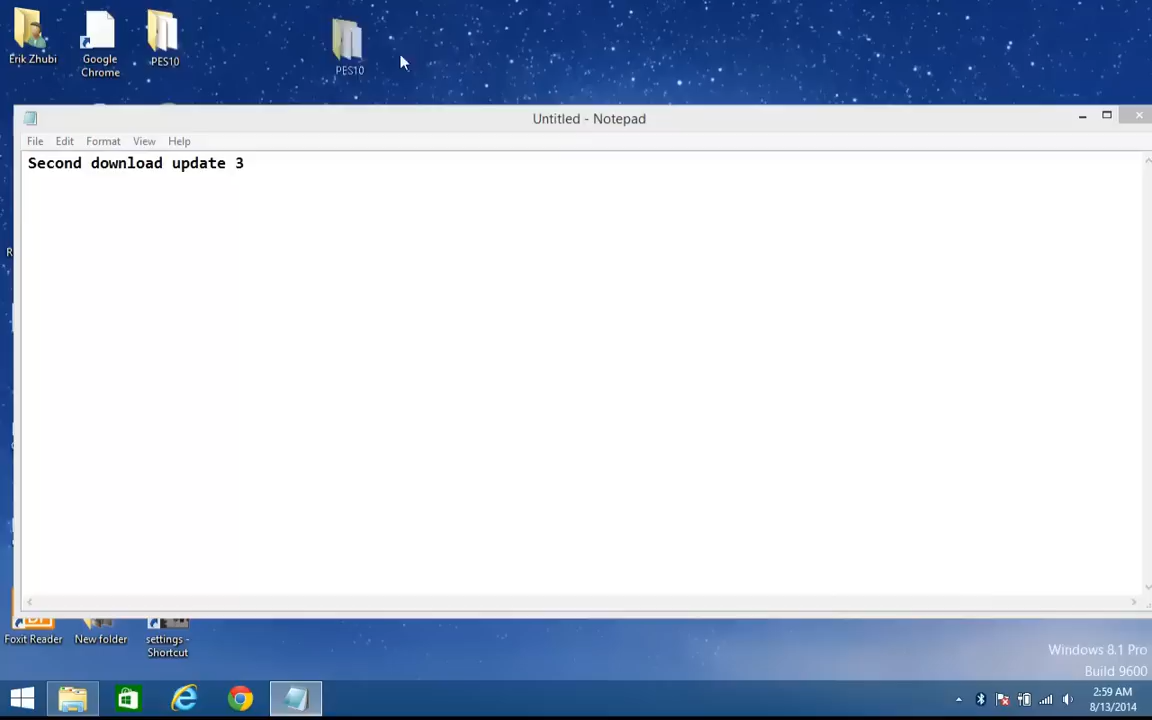 Erik Zhubi
Google Chrome
PES10
PES10
Untitled - Notepad
File Edit Format View Help
Second download update 3
R
Foxit Reader
New folder
settings - Shortcut
Windows 8.1 Pro
Build 9600
2:59 AM
8/13/2014